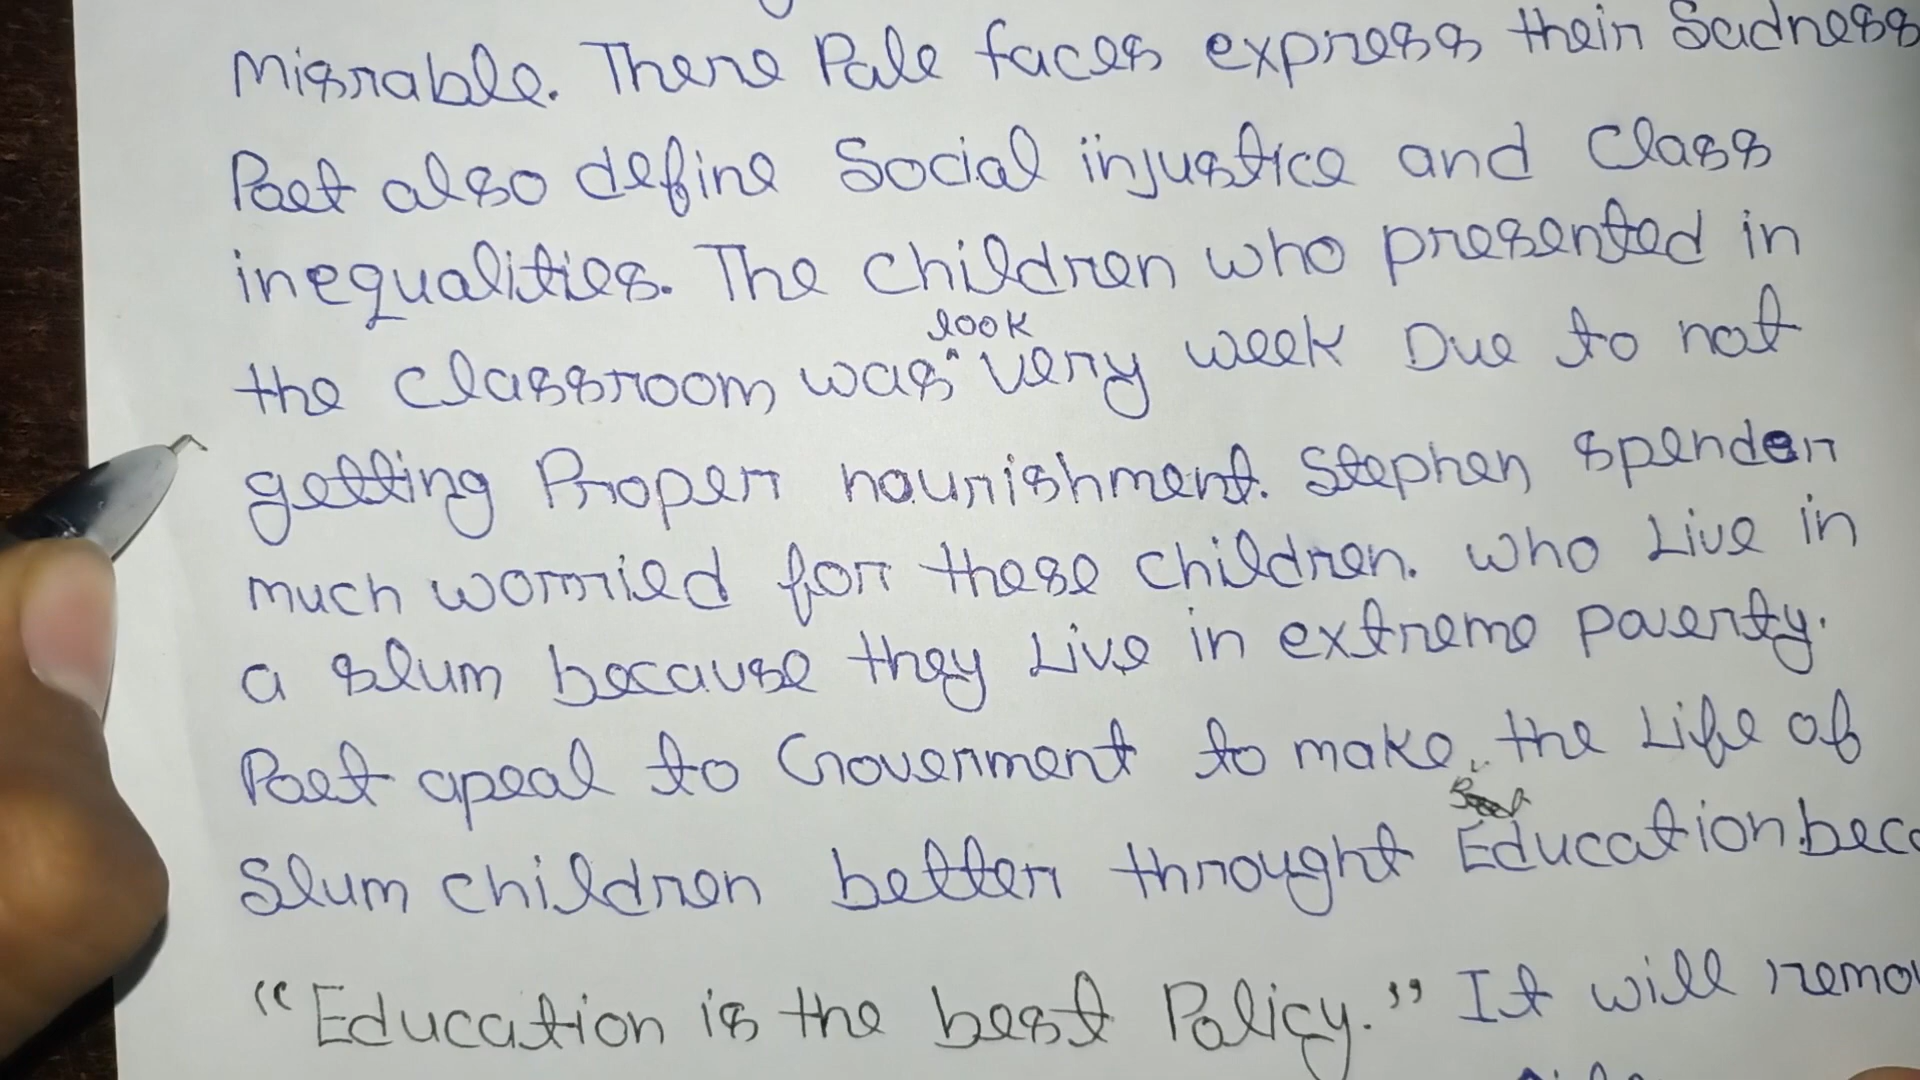 Misrable. There Pale faces express their Sadness
Poet also define Social injustice and Class
inequalities. The children who presented in
look
the classroom was ^ very week Due to not
getting Proper nourishment. Stephen spender
much worried for these children. who Live in
a slum because they Live in extreme poverty.
Poet apeal to Goverment to make the Life of
Slum children better throught Education beca
"Education is the best Policy." It will remo